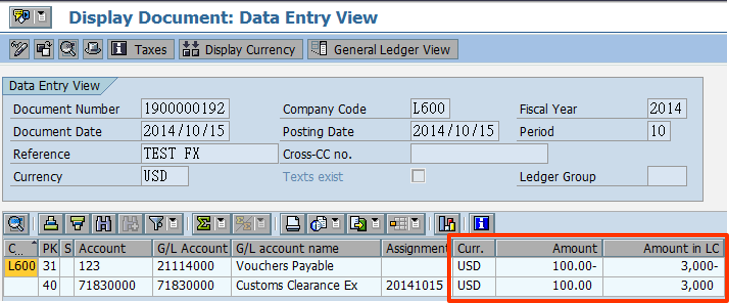 Display Document: Data Entry View
Taxes Display Currency General Ledger View
Data Entry View
Document Number 1900000192 Company Code L600 Fiscal Year 2014
Document Date 2014/10/15 Posting Date 2014/10/15 Period 10
Reference TEST FX Cross-CC no.
Currency USD Texts exist Ledger Group
C... PK S Account G/L Account G/L account name Assignment Curr. Amount Amount in LC
L600 31 123 21114000 Vouchers Payable USD 100.00- 3,000-
40 71830000 71830000 Customs Clearance Ex 20141015 USD 100.00 3,000